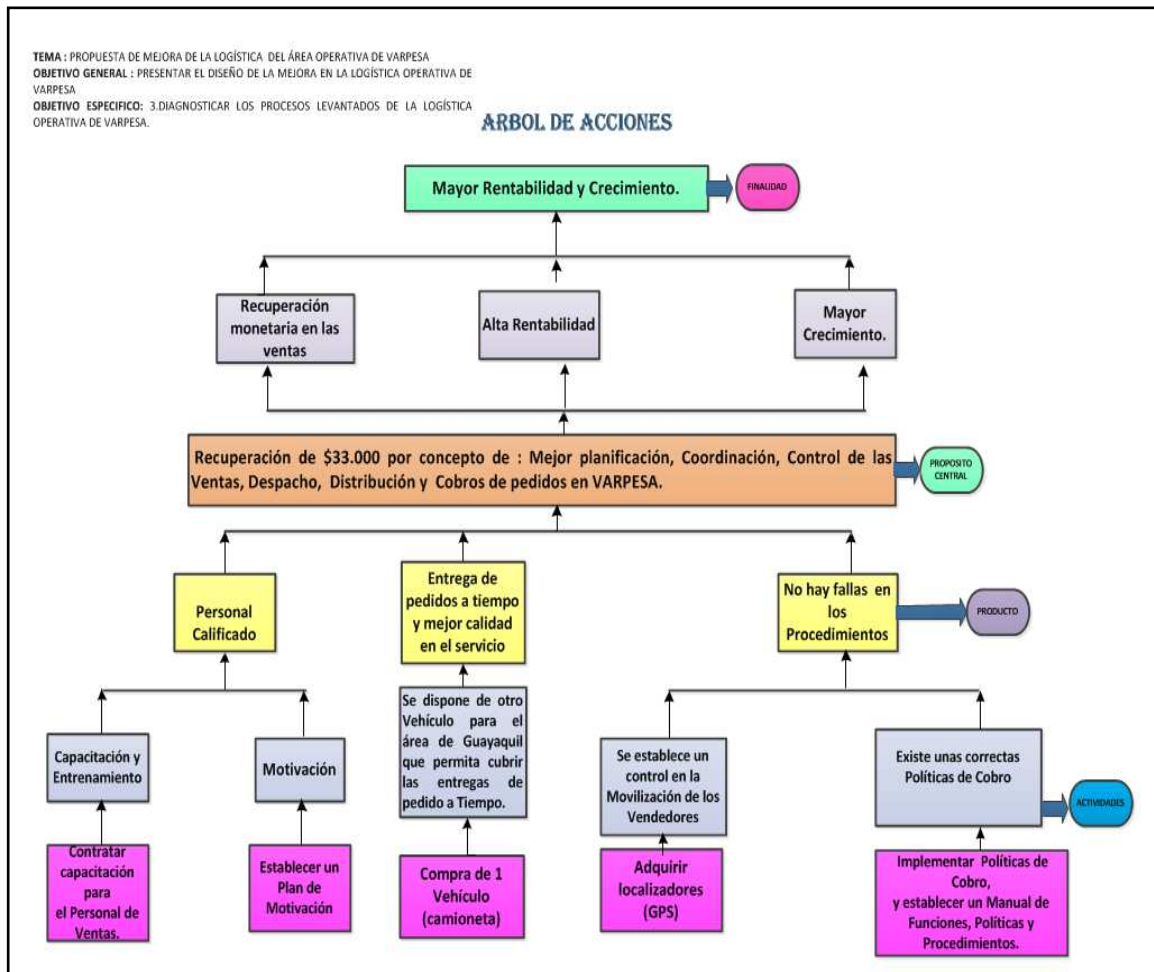 TEMA : PROPUESTA DE MEJORA DE LA LOGÍSTICA DEL ÁREA OPERATIVA DE VARPESA
OBJETIVO GENERAL : PRESENTAR EL DISEÑO DE LA MEJORA EN LA LOGÍSTICA OPERATIVA DE
VARPESA
OBJETIVO ESPECIFICO: 3.DIAGNOSTICAR LOS PROCESOS LEVANTADOS DE LA LOGÍSTICA
OPERATIVA DE VARPESA.
ARBOL DE ACCIONES
Mayor Rentabilidad y Crecimiento.
FINALIDAD
Recuperación
monetaria en las
ventas
Alta Rentabilidad
Mayor
Crecimiento.
Recuperación de $33.000 por concepto de : Mejor planificación, Coordinación, Control de las
Ventas, Despacho, Distribución y Cobros de pedidos en VARPESA.
PROPOSITO
CENTRAL
Personal
Calificado
Entrega de
pedidos a tiempo
y mejor calidad
en el servicio
No hay fallas en
los
Procedimientos
PRODUCTO
Capacitación y
Entrenamiento
Motivación
Se dispone de otro
Vehículo para el
área de Guayaquil
que permita cubrir
las entregas de
pedido a Tiempo.
Se establece un
control en la
Movilización de los
Vendedores
Existe unas correctas
Políticas de Cobro
ACTIVIDADES
Contratar
capacitación
para
el Personal de
Ventas.
Establecer un
Plan de
Motivación
Compra de 1
Vehículo
(camioneta)
Adquirir
localizadores
(GPS)
Implementar Políticas de
Cobro,
y establecer un Manual de
Funciones, Políticas y
Procedimientos.